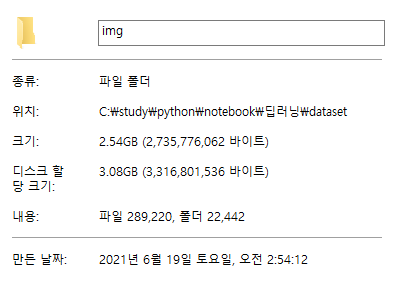 img
종류: 파일 폴더
위치: C:₩study₩python₩notebook₩딥러닝₩dataset
크기: 2.54GB (2,735,776,062 바이트)
디스크 할 3.08GB (3,316,801,536 바이트)
당 크기:
내용: 파일 289,220, 폴더 22,442
만든 날짜: 2021년 6월 19일 토요일, 오전 2:54:12